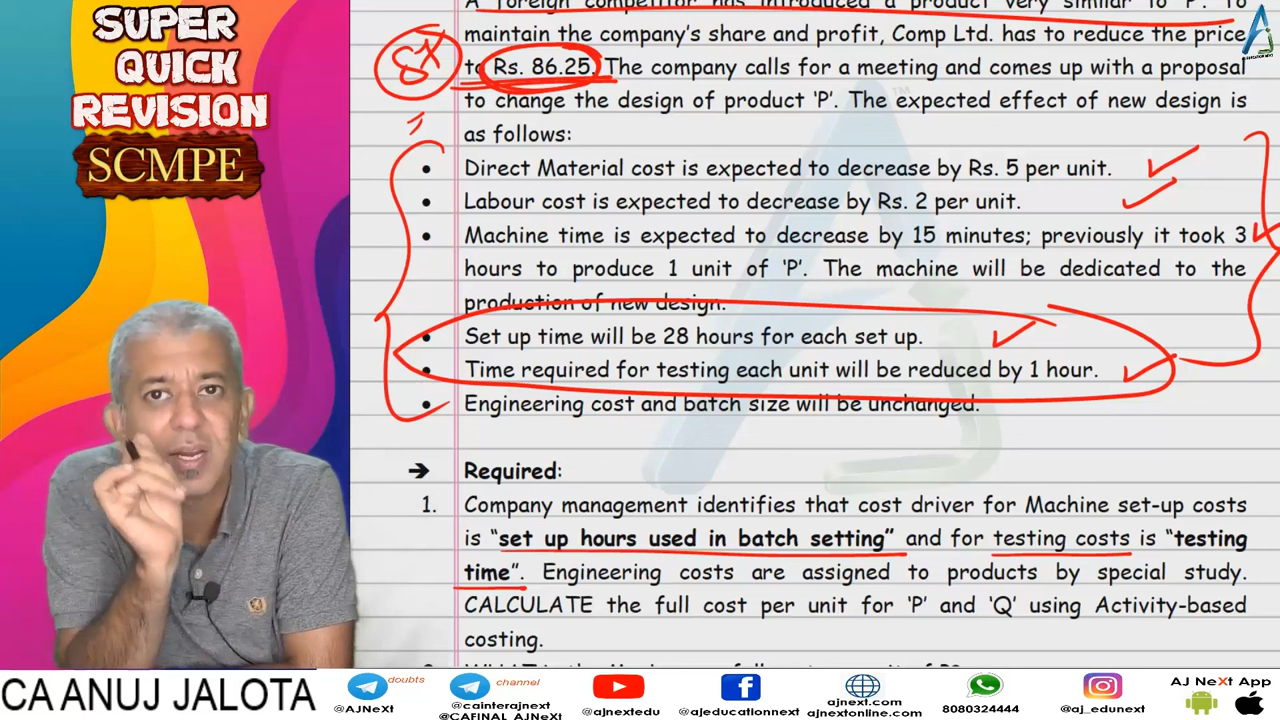 SUPER
QUICK
REVISION
SCMPE
A foreign competitor has introduced a product very similar to 'P'. To
maintain the company's share and profit, Comp Ltd. has to reduce the price
to Rs. 86.25. The company calls for a meeting and comes up with a proposal
to change the design of product 'P'. The expected effect of new design is
as follows:
• Direct Material cost is expected to decrease by Rs. 5 per unit.
• Labour cost is expected to decrease by Rs. 2 per unit.
• Machine time is expected to decrease by 15 minutes; previously it took 3
hours to produce 1 unit of 'P'. The machine will be dedicated to the
production of new design.
• Set up time will be 28 hours for each set up.
• Time required for testing each unit will be reduced by 1 hour.
• Engineering cost and batch size will be unchanged.
➔ Required:
1. Company management identifies that cost driver for Machine set-up costs
is "set up hours used in batch setting" and for testing costs is "testing
time". Engineering costs are assigned to products by special study.
CALCULATE the full cost per unit for 'P' and 'Q' using Activity-based
costing.
CA ANUJ JALOTA
doubts
@AJNeXt
channel
@cainterajnext
@CAFINAL_AJNeXt
@ajnextedu
@ajeducationnext
ajnext.com
ajnextonline.com
8080324444
@aj_edunext
AJ NeXt App